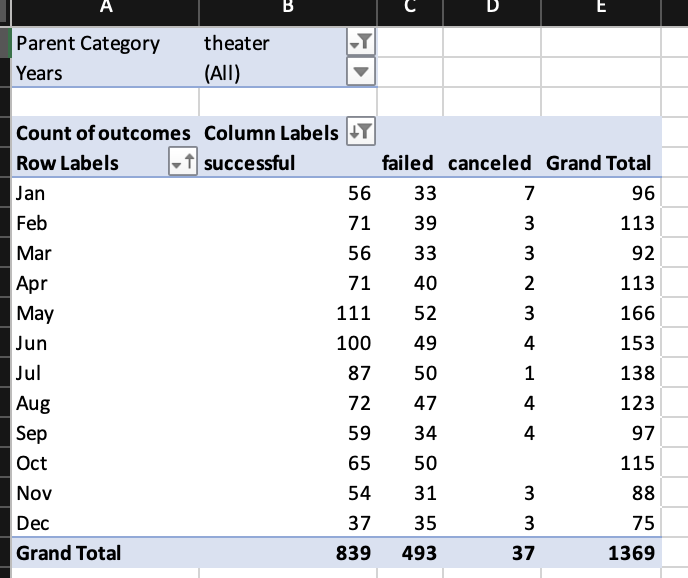 A B C D E
Parent Category theater
Years (All)
Count of outcomes Column Labels
Row Labels successful failed canceled Grand Total
Jan 56 33 7 96
Feb 71 39 3 113
Mar 56 33 3 92
Apr 71 40 2 113
May 111 52 3 166
Jun 100 49 4 153
Jul 87 50 1 138
Aug 72 47 4 123
Sep 59 34 4 97
Oct 65 50 115
Nov 54 31 3 88
Dec 37 35 3 75
Grand Total 839 493 37 1369